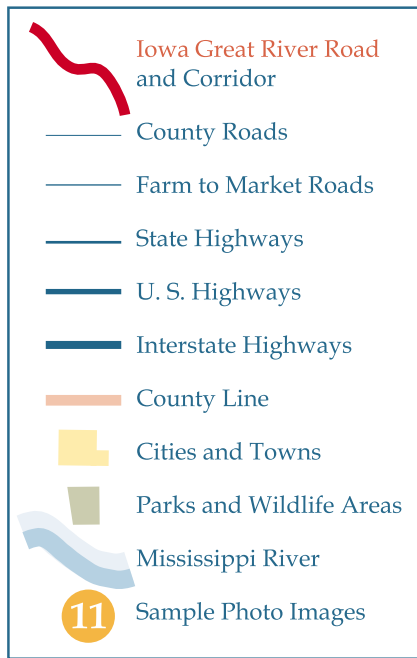 Iowa Great River Road
and Corridor
County Roads
Farm to Market Roads
State Highways
U. S. Highways
Interstate Highways
County Line
Cities and Towns
Parks and Wildlife Areas
Mississippi River
11 Sample Photo Images